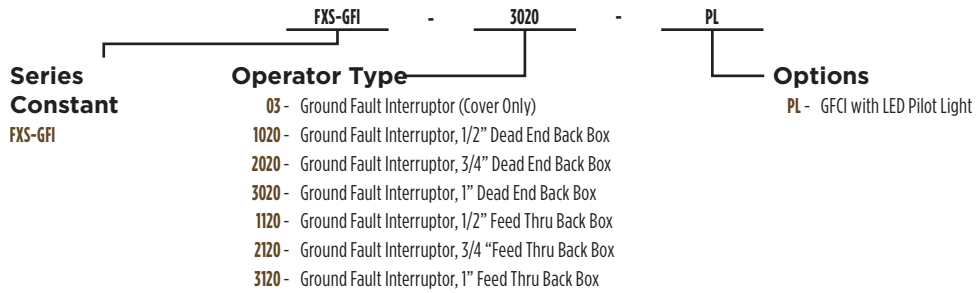 FXS-GFI - 3020 - PL
Series Constant
FXS-GFI
Operator Type
03 - Ground Fault Interruptor (Cover Only)
1020 - Ground Fault Interruptor, 1/2” Dead End Back Box
2020 - Ground Fault Interruptor, 3/4” Dead End Back Box
3020 - Ground Fault Interruptor, 1” Dead End Back Box
1120 - Ground Fault Interruptor, 1/2” Feed Thru Back Box
2120 - Ground Fault Interruptor, 3/4 “Feed Thru Back Box
3120 - Ground Fault Interruptor, 1” Feed Thru Back Box
Options
PL - GFCI with LED Pilot Light